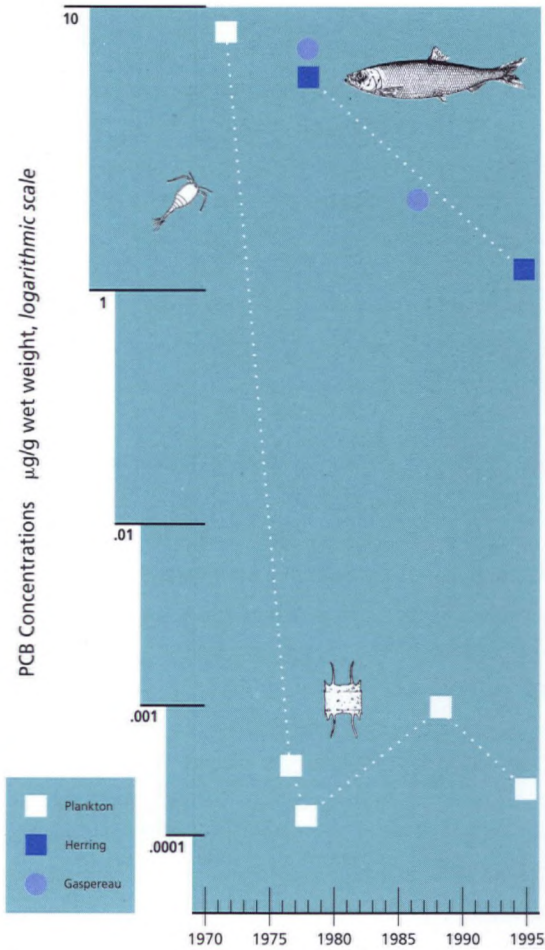 10
1
.01
.001
.0001
PCB Concentrations µg/g wet weight, logarithmic scale
Plankton
Herring
Gaspereau
1970 1975 1980 1985 1990 1995